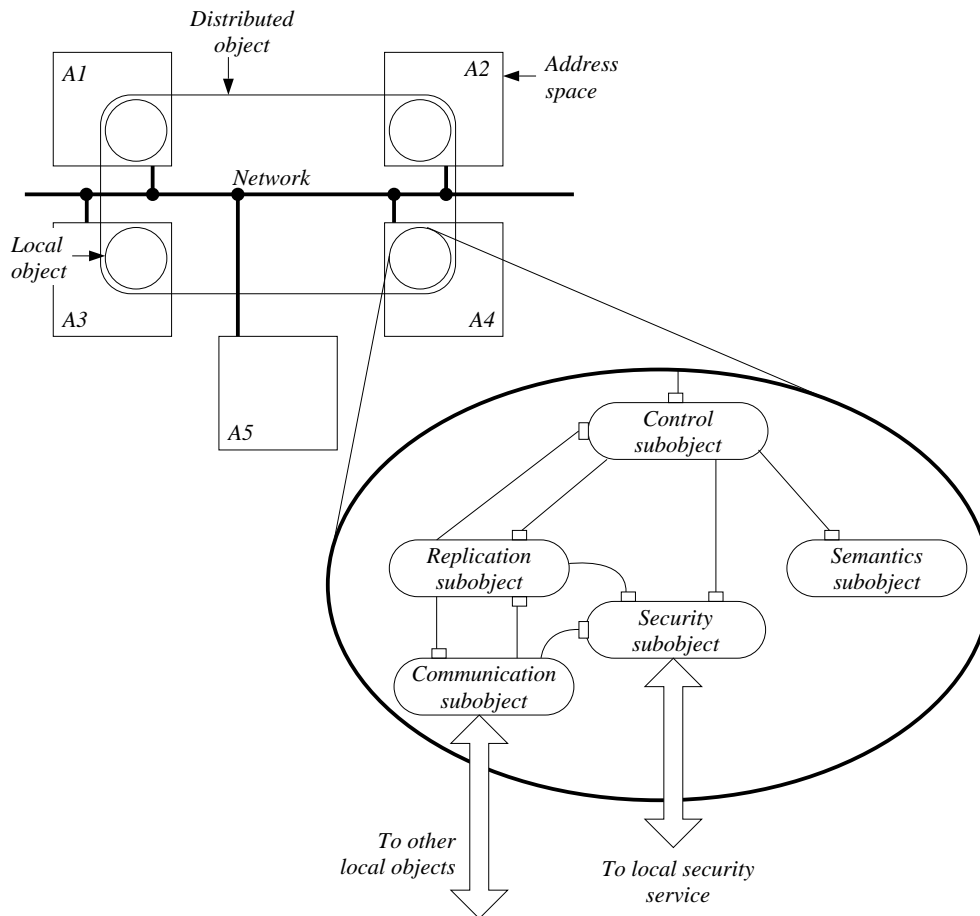 Distributed
object
A1
A2
Address
space
Network
Local
object
A3
A4
A5
Control
subobject
Replication
subobject
Semantics
subobject
Security
subobject
Communication
subobject
To other
local objects
To local security
service